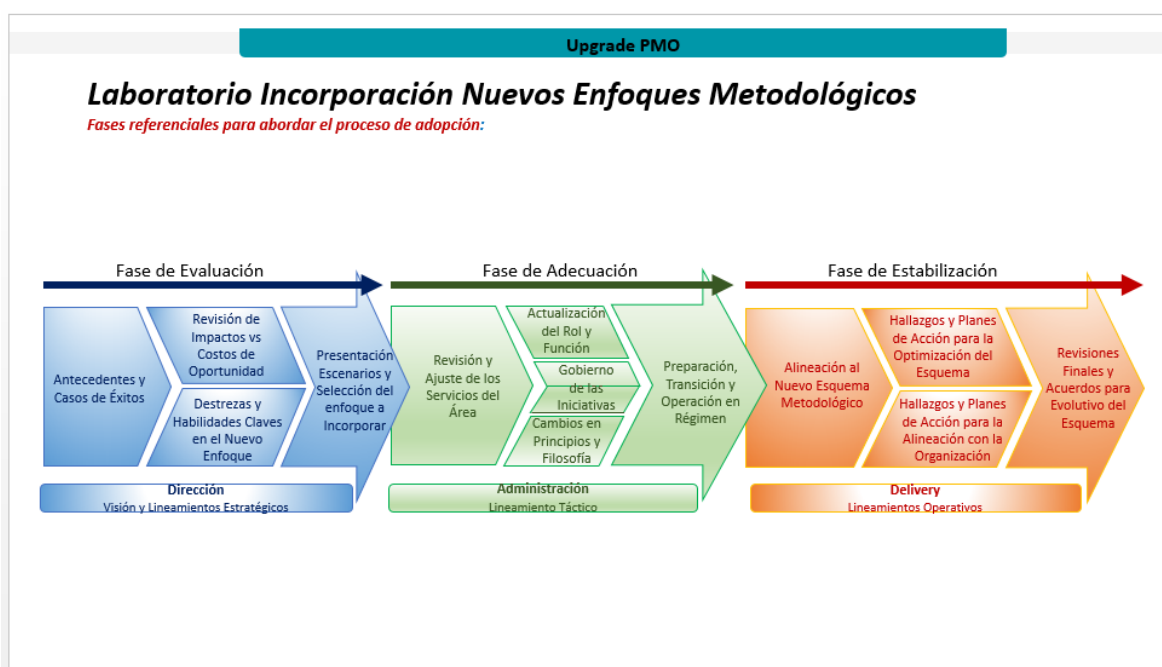 Upgrade PMO
Laboratorio Incorporación Nuevos Enfoques Metodológicos
Fases referenciales para abordar el proceso de adopción:
Fase de Evaluación
Antecedentes y
Casos de Éxitos
Revisión de
Impactos vs
Costos de
Oportunidad
Destrezas y
Habilidades Claves
en el Nuevo
Enfoque
Presentación
Escenarios y
Selección del
enfoque a
Incorporar
Dirección
Visión y Lineamientos Estratégicos
Fase de Adecuación
Revisión y
Ajuste de los
Servicios del
Área
Actualización
del Rol y
Función
Gobierno
de las
Iniciativas
Cambios en
Principios y
Filosofía
Preparación,
Transición y
Operación en
Régimen
Administración
Lineamiento Táctico
Fase de Estabilización
Alineación al
Nuevo Esquema
Metodológico
Hallazgos y Planes
de Acción para la
Optimización del
Esquema
Hallazgos y Planes
de Acción para la
Alineación con la
Organización
Revisiones
Finales y
Acuerdos para
Evolutivo del
Esquema
Delivery
Lineamientos Operativos